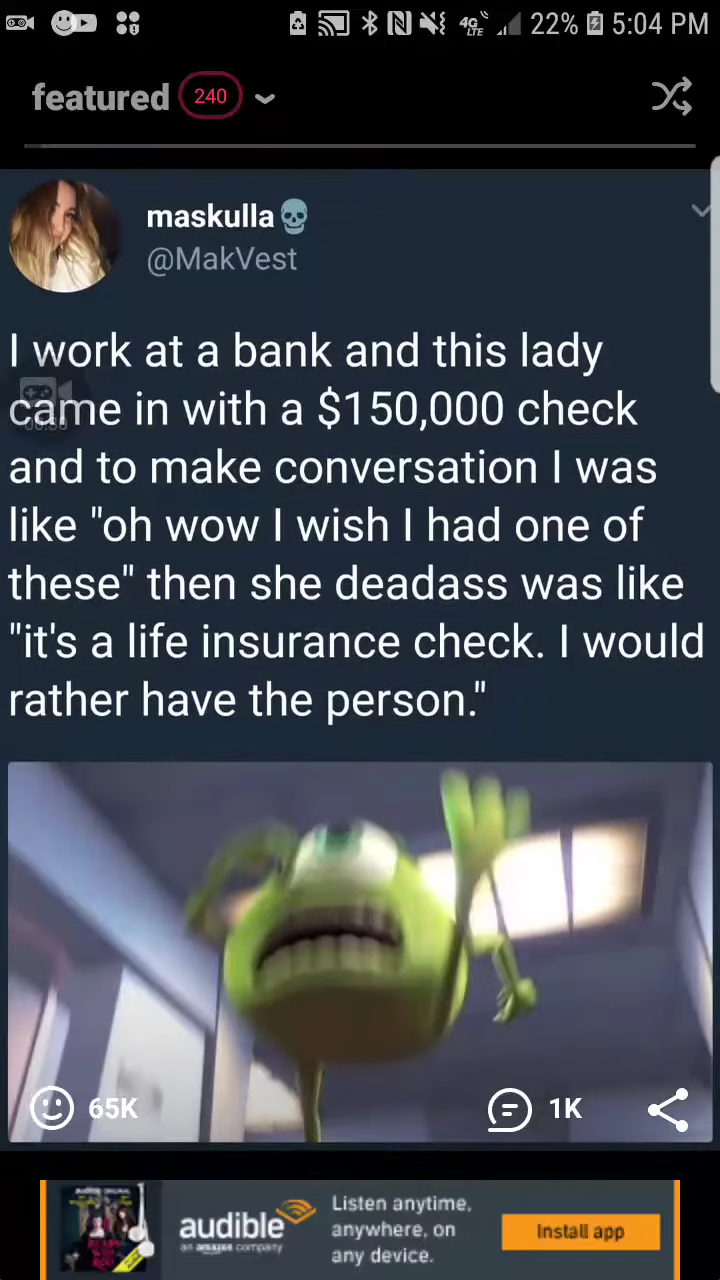 4G LTE 22% 5:04 PM
featured 240
maskulla💀
@MakVest
I work at a bank and this lady
came in with a $150,000 check
and to make conversation I was
like "oh wow I wish I had one of
these" then she deadass was like
"it's a life insurance check. I would
rather have the person."
65K 1K
audible
an amazon company
Listen anytime,
anywhere, on
any device.
Install app